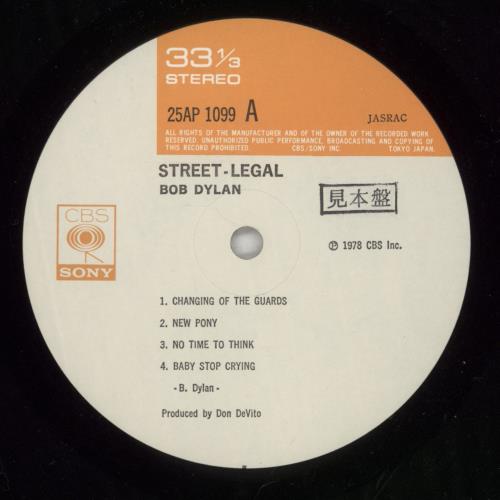 33 1/3
STEREO
25AP 1099 A
JASRAC
ALL RIGHTS OF THE MANUFACTURER AND OF THE OWNER OF THE RECORDED WORK
RESERVED. UNAUTHORIZED PUBLIC PERFORMANCE, BROADCASTING AND COPYING OF
THIS RECORD PROHIBITED. CBS/SONY INC. TOKYO JAPAN.
STREET-LEGAL
BOB DYLAN
見本盤
CBS
SONY
Ⓟ 1978 CBS Inc.
1. CHANGING OF THE GUARDS
2. NEW PONY
3. NO TIME TO THINK
4. BABY STOP CRYING
- B. Dylan -
Produced by Don DeVito